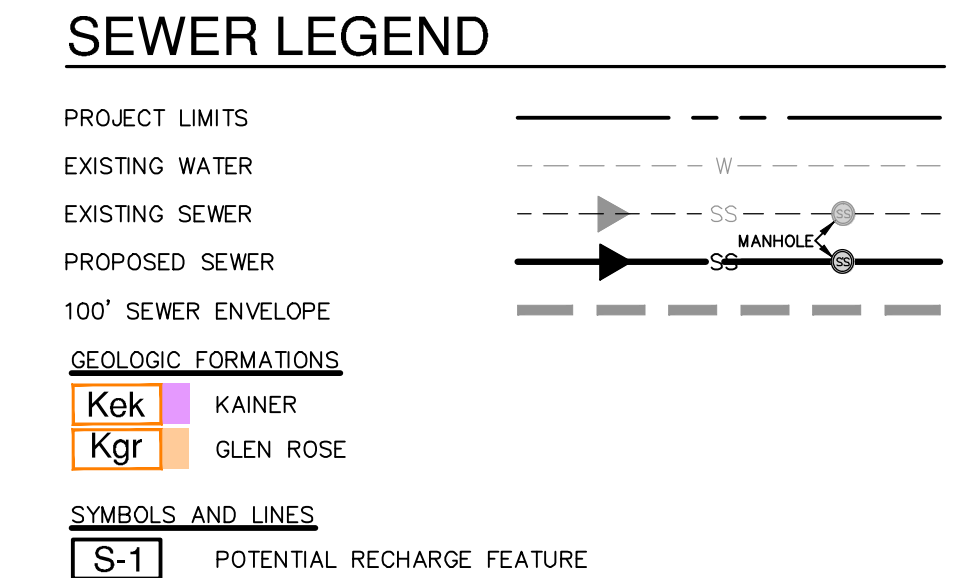 SEWER LEGEND
PROJECT LIMITS
EXISTING WATER W
EXISTING SEWER SS SS
MANHOLE
PROPOSED SEWER SS SS
100' SEWER ENVELOPE
GEOLOGIC FORMATIONS
Kek KAINER
Kgr GLEN ROSE
SYMBOLS AND LINES
S-1 POTENTIAL RECHARGE FEATURE